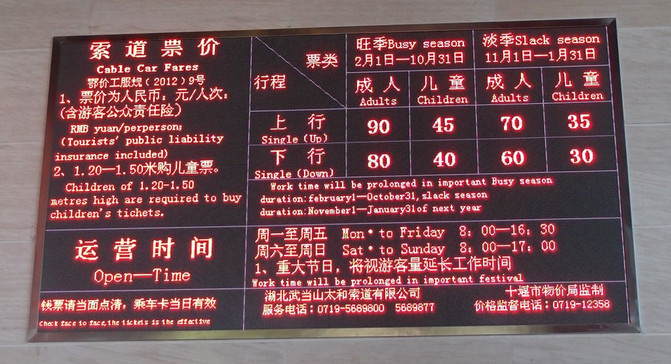 索道票价
Cable Car Fares
鄂价工服规〔2012〕9号
1、票价为人民币：元/人次：
(含游客公众责任险)
RMB yuan/perperson:
(Tourists' public liability
insurance included)
2、1.20—1.50米购儿童票。
Children of 1.20-1.50
metres high are required to buy
children's tichets.
运营时间
Open—Time
钱票请当面点清，乘车卡当日有效
Check face to face,the tickets is the effective
票类
行程
旺季Busy season
2月1日—10月31日
淡季Slack season
11月1日—1月31日
成人 儿童 成人 儿童
Adults Children Adults Children
上行 90 45 70 35
Single (Up)
下行 80 40 60 30
Single (Down)
Work time will be prolonged in important Busy season
duration:february1—October31,slack season
duration:November1—January31of next year
周一至周五 Mon· to Friday 8：00—16：30
周六至周日 Sat· to Sunday 8：00—17：00
1、重大节日，将视游客量延长工作时间
Work time will be prolonged in important festival
湖北武当山太和索道有限公司
服务电话：0719-5689800 5689877
十堰市物价局监制
价格监督电话：0719-12358